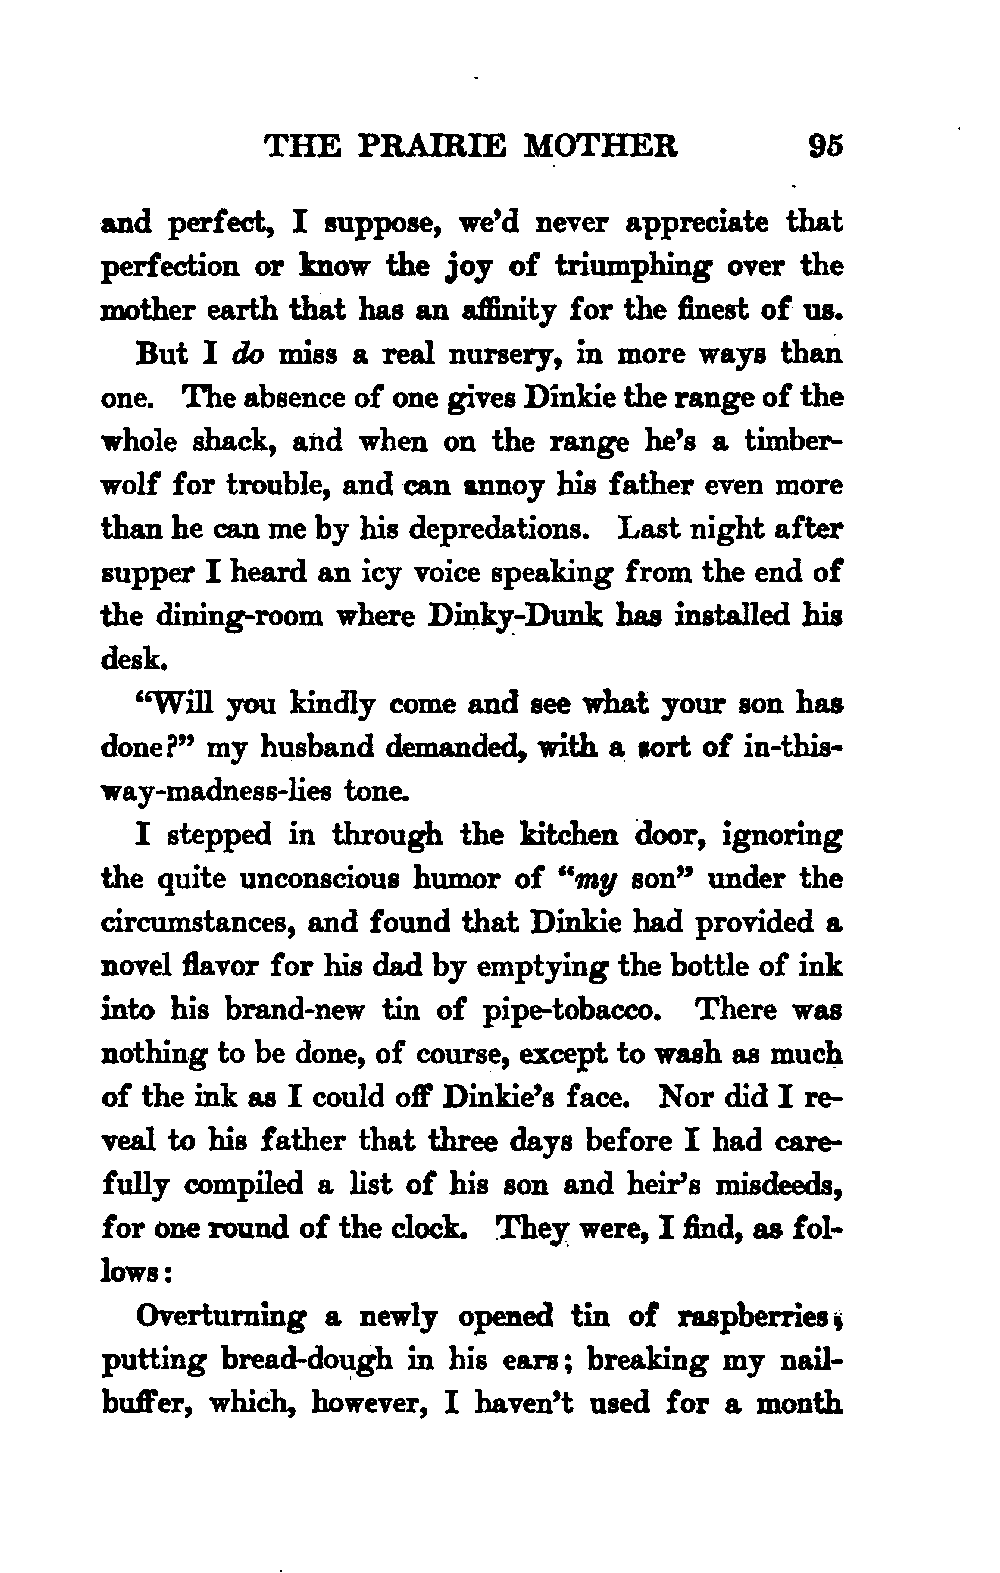 THE PRAIRIE MOTHER 95
and perfect, I suppose, we'd never appreciate that
perfection or know the joy of triumphing over the
mother earth that has an affinity for the finest of us.
But I do miss a real nursery, in more ways than
one. The absence of one gives Dinkie the range of the
whole shack, and when on the range he's a timber-
wolf for trouble, and can annoy his father even more
than he can me by his depredations. Last night after
supper I heard an icy voice speaking from the end of
the dining-room where Dinky-Dunk has installed his
desk.
"Will you kindly come and see what your son has
done?" my husband demanded, with a sort of in-this-
way-madness-lies tone.
I stepped in through the kitchen door, ignoring
the quite unconscious humor of "my son" under the
circumstances, and found that Dinkie had provided a
novel flavor for his dad by emptying the bottle of ink
into his brand-new tin of pipe-tobacco. There was
nothing to be done, of course, except to wash as much
of the ink as I could off Dinkie's face. Nor did I re-
veal to his father that three days before I had care-
fully compiled a list of his son and heir's misdeeds,
for one round of the clock. They were, I find, as fol-
lows:
Overturning a newly opened tin of raspberries;
putting bread-dough in his ears; breaking my nail-
buffer, which, however, I haven't used for a month